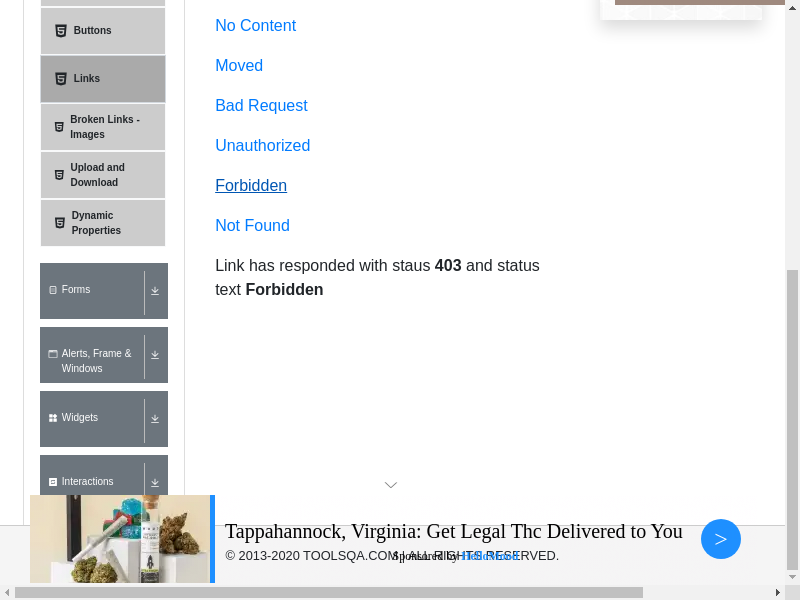 Buttons
Links
Broken Links -
Images
Upload and
Download
Dynamic
Properties
Forms
Alerts, Frame &
Windows
Widgets
Interactions
No Content
Moved
Bad Request
Unauthorized
Forbidden
Not Found
Link has responded with staus 403 and status
text Forbidden
Tappahannock, Virginia: Get Legal Thc Delivered to You
>
© 2013-2020 TOOLSQA.COM | ALL RIGHTS RESERVED.
Sponsored by